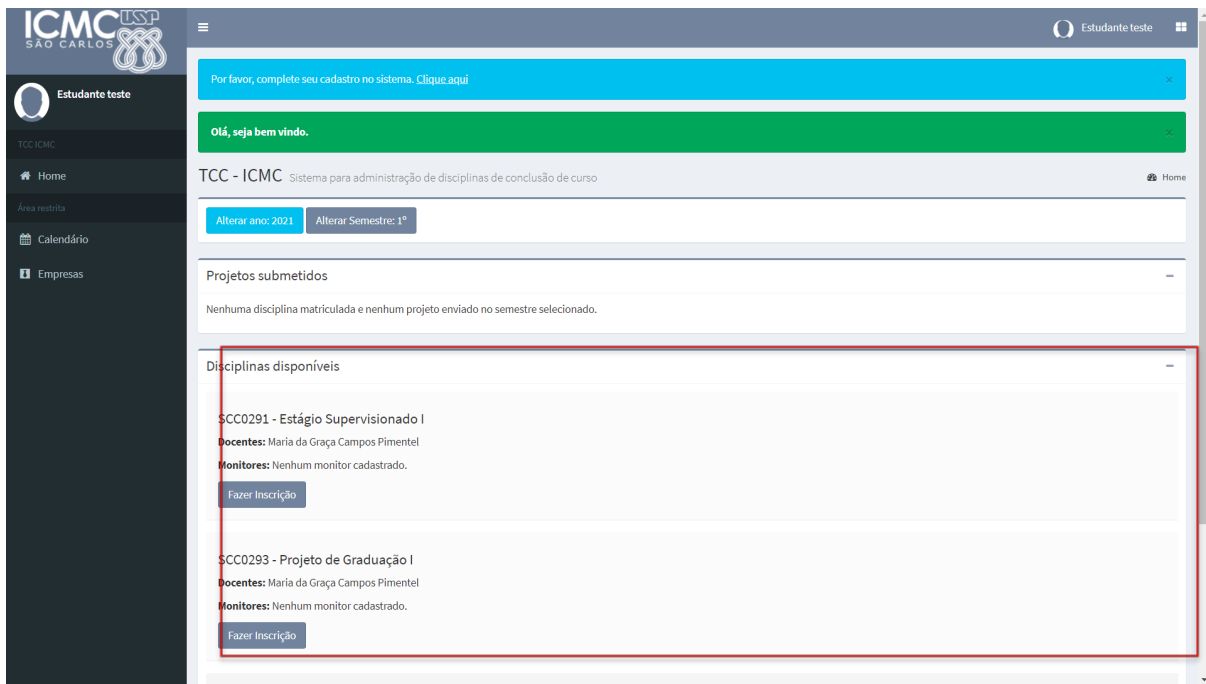 ICMC USP
SÃO CARLOS
Estudante teste
Estudante teste
TCC ICMC
Home
Área restrita
Calendário
Empresas
Por favor, complete seu cadastro no sistema. Clique aqui ×
Olá, seja bem vindo. ×
TCC - ICMC Sistema para administração de disciplinas de conclusão de curso
Home
Alterar ano: 2021 Alterar Semestre: 1º
Projetos submetidos
Nenhuma disciplina matriculada e nenhum projeto enviado no semestre selecionado.
Disciplinas disponíveis
SCC0291 - Estágio Supervisionado I
Docentes: Maria da Graça Campos Pimentel
Monitores: Nenhum monitor cadastrado.
Fazer Inscrição
SCC0293 - Projeto de Graduação I
Docentes: Maria da Graça Campos Pimentel
Monitores: Nenhum monitor cadastrado.
Fazer Inscrição